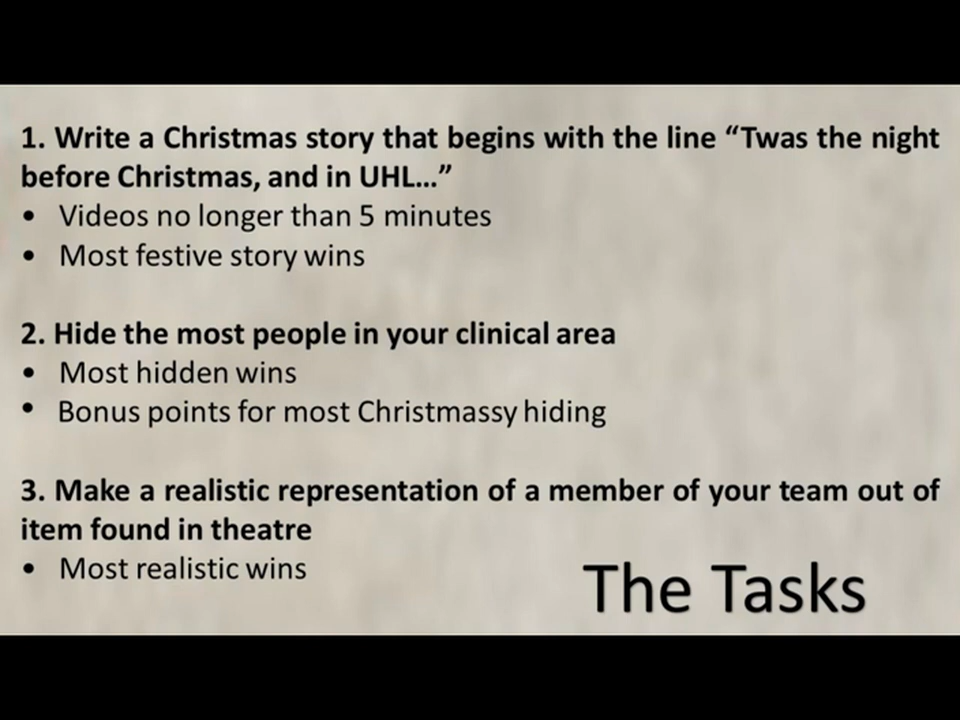 1. Write a Christmas story that begins with the line “Twas the night
before Christmas, and in UHL…”
• Videos no longer than 5 minutes
• Most festive story wins
2. Hide the most people in your clinical area
• Most hidden wins
• Bonus points for most Christmassy hiding
3. Make a realistic representation of a member of your team out of
item found in theatre
• Most realistic wins
The Tasks